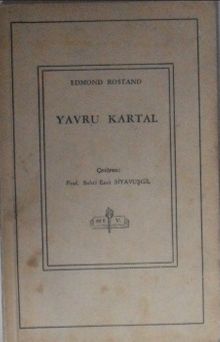 EDMOND ROSTAND
YAVRU KARTAL
Çeviren:
Prof. Sabri Esat SİYAVUŞGİL
M E V